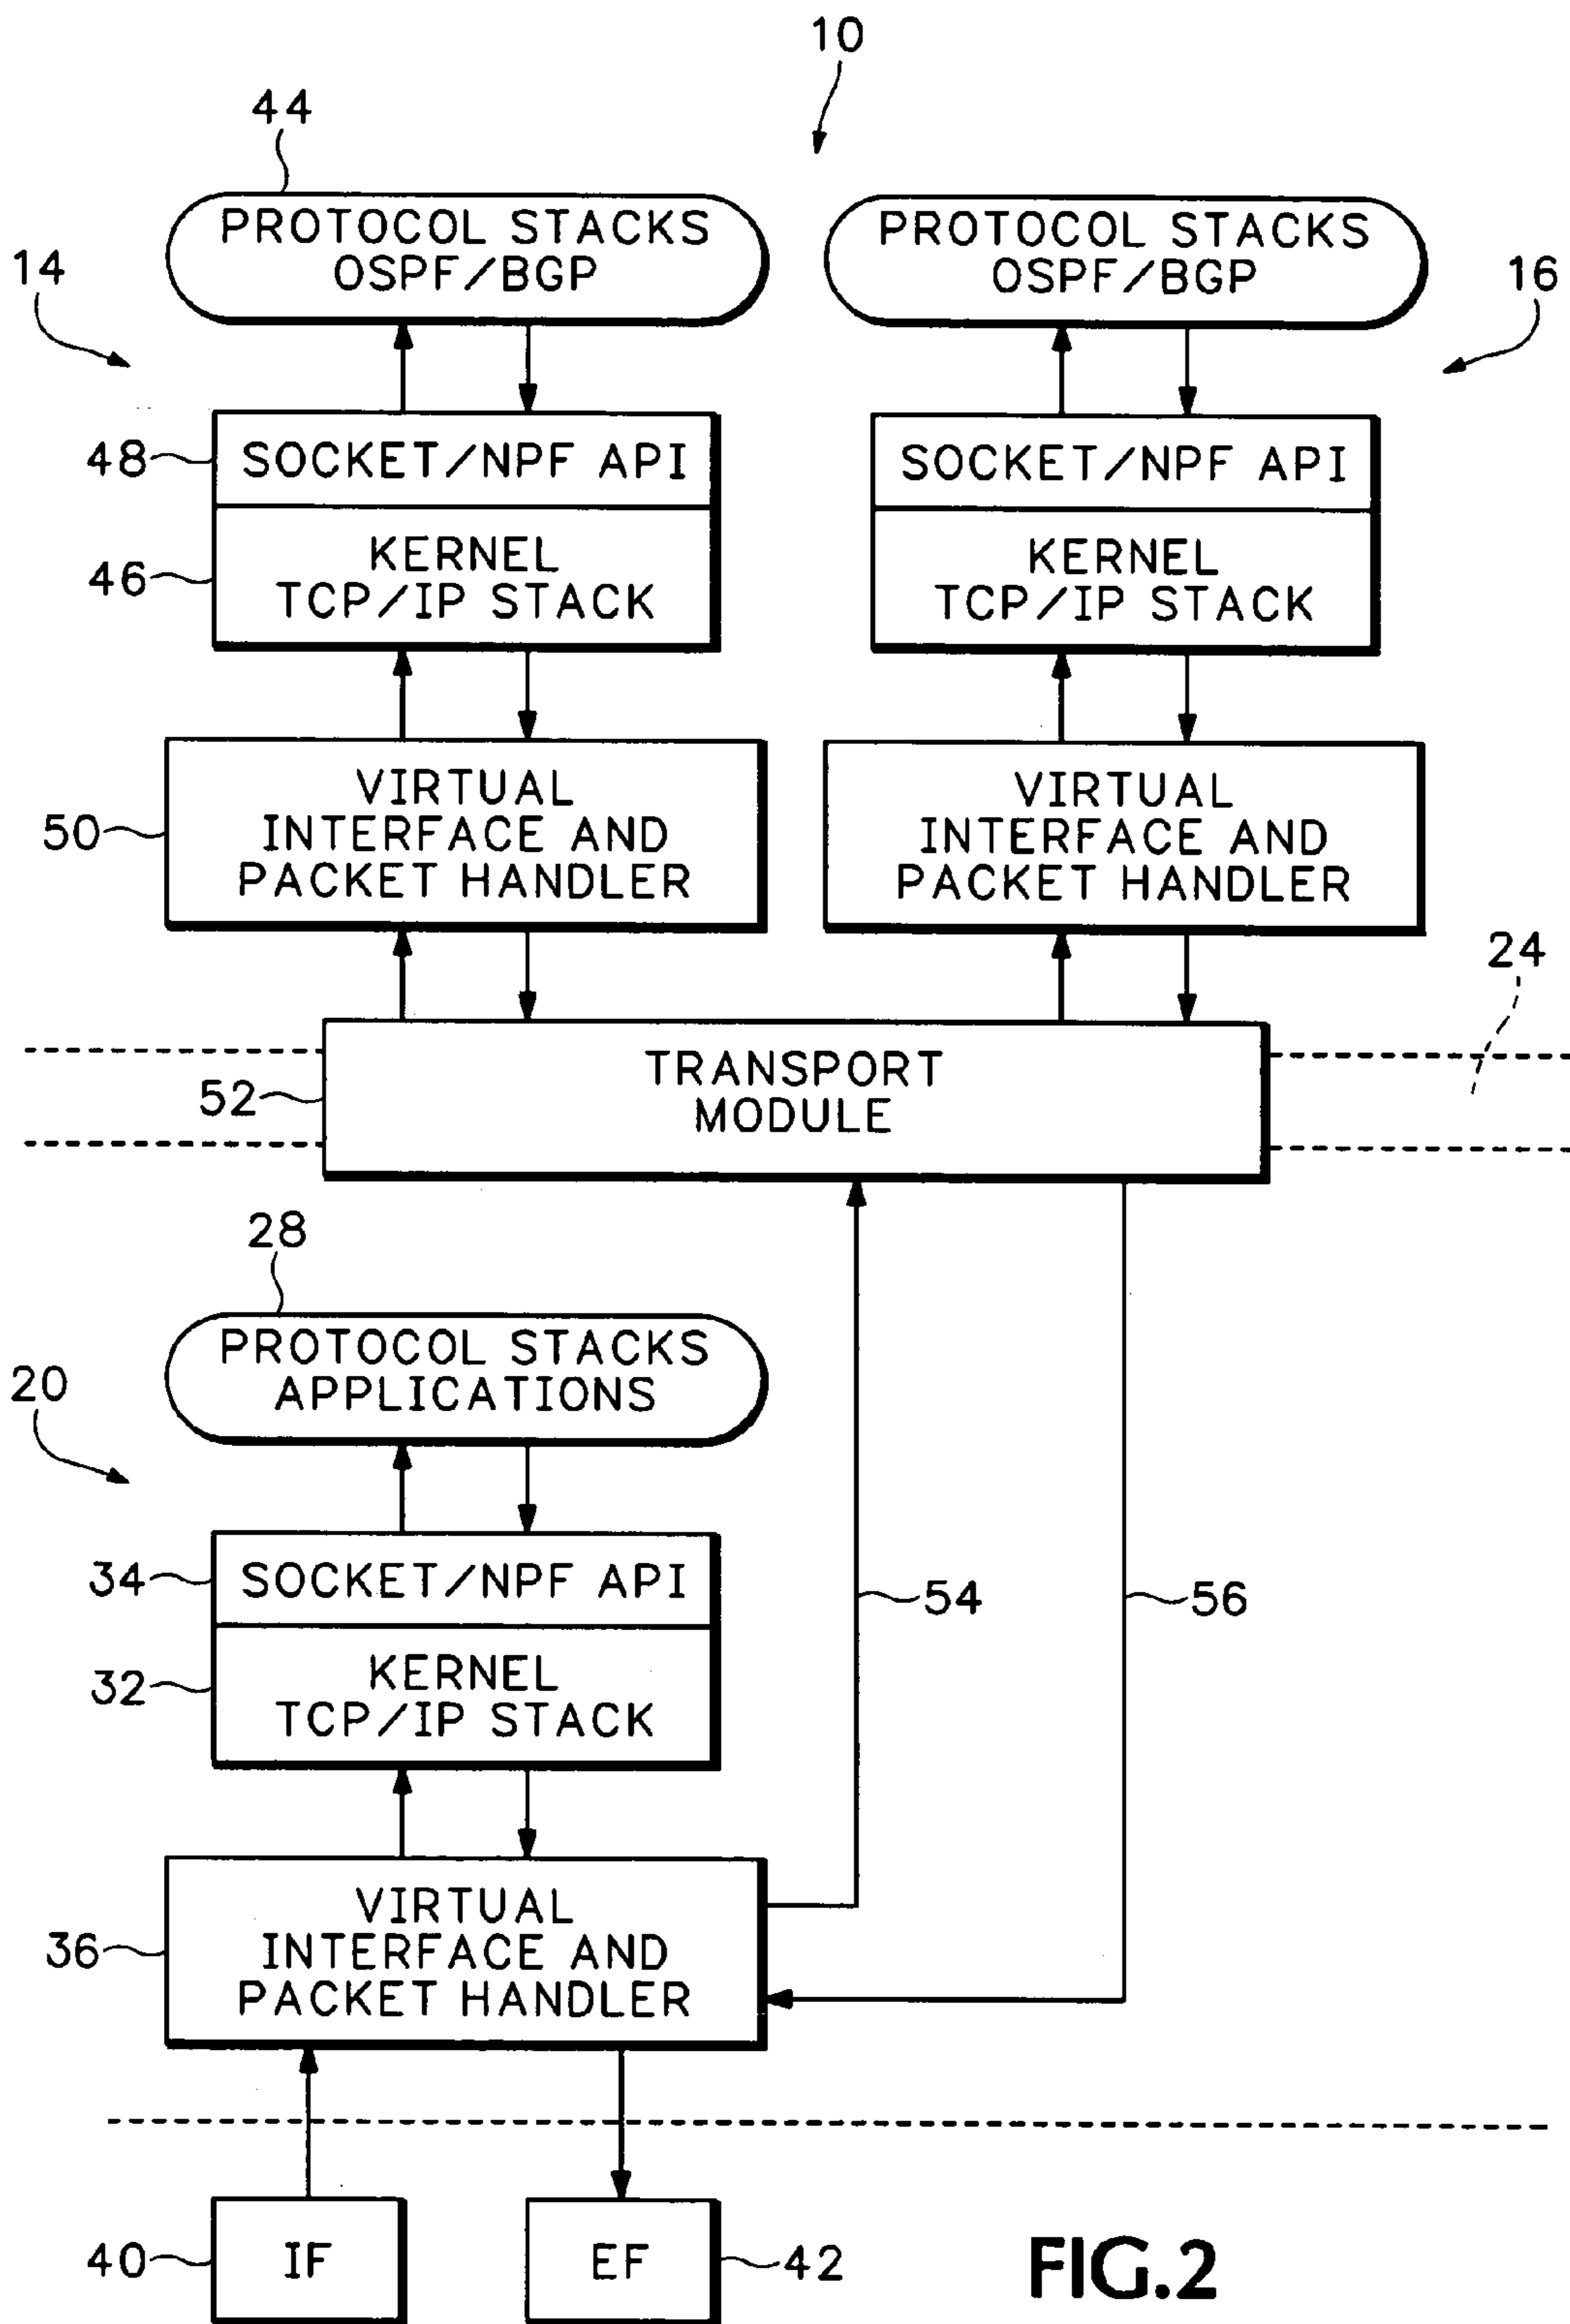 10
44
PROTOCOL STACKS
OSPF/BGP
PROTOCOL STACKS
OSPF/BGP
14
16
48
SOCKET/NPF API
SOCKET/NPF API
46
KERNEL
TCP/IP STACK
KERNEL
TCP/IP STACK
50
VIRTUAL
INTERFACE AND
PACKET HANDLER
VIRTUAL
INTERFACE AND
PACKET HANDLER
24
52
TRANSPORT
MODULE
28
PROTOCOL STACKS
APPLICATIONS
20
34
SOCKET/NPF API
54
56
32
KERNEL
TCP/IP STACK
36
VIRTUAL
INTERFACE AND
PACKET HANDLER
40
IF
EF
42
FIG.2